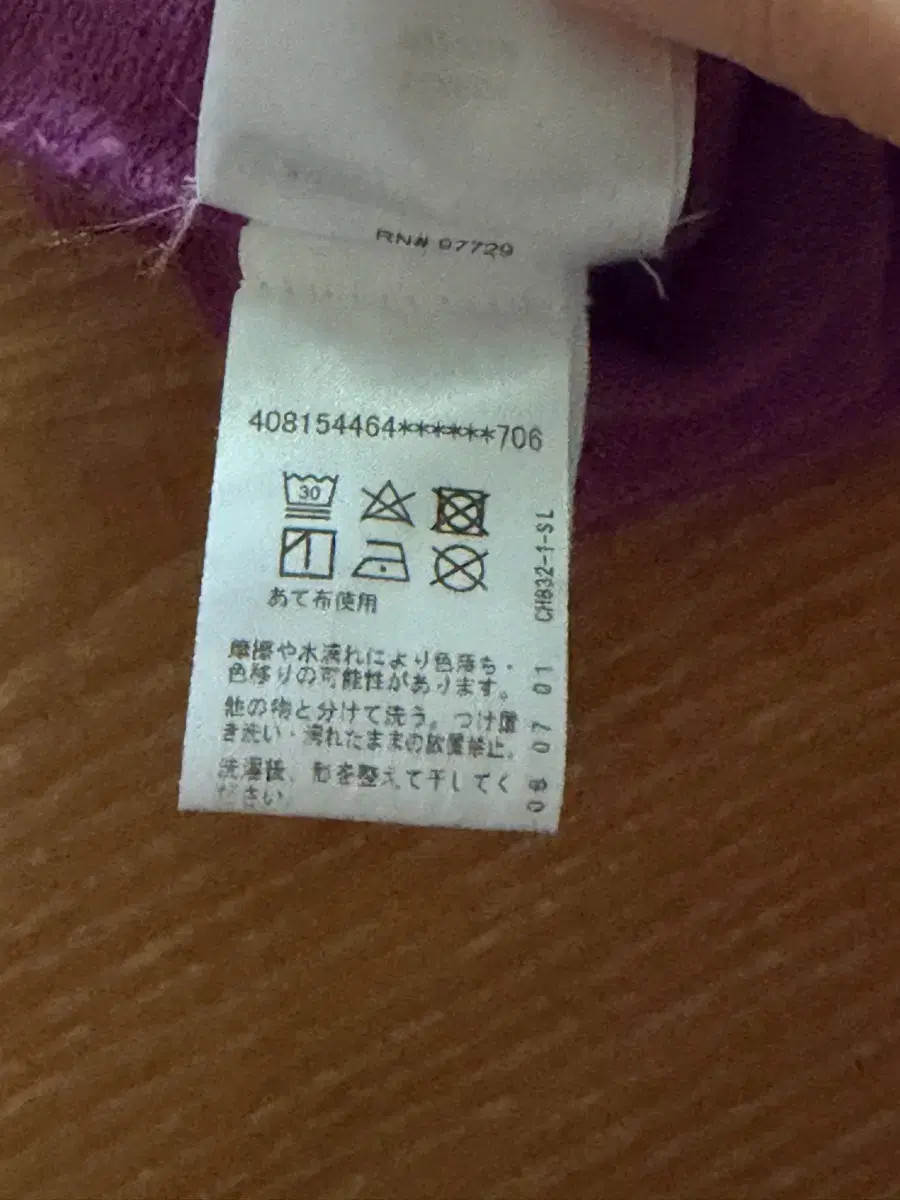 RN# 97729
408154464******706
30
あて布使用
摩擦や水濡れにより色落ち・
色移りの可能性があります。
他の物と分けて洗う。つけ置
き洗い・濡れたままの放置禁止。
洗濯後、形を整えて干してく
ださい
CH832-1-SL
08 07 01